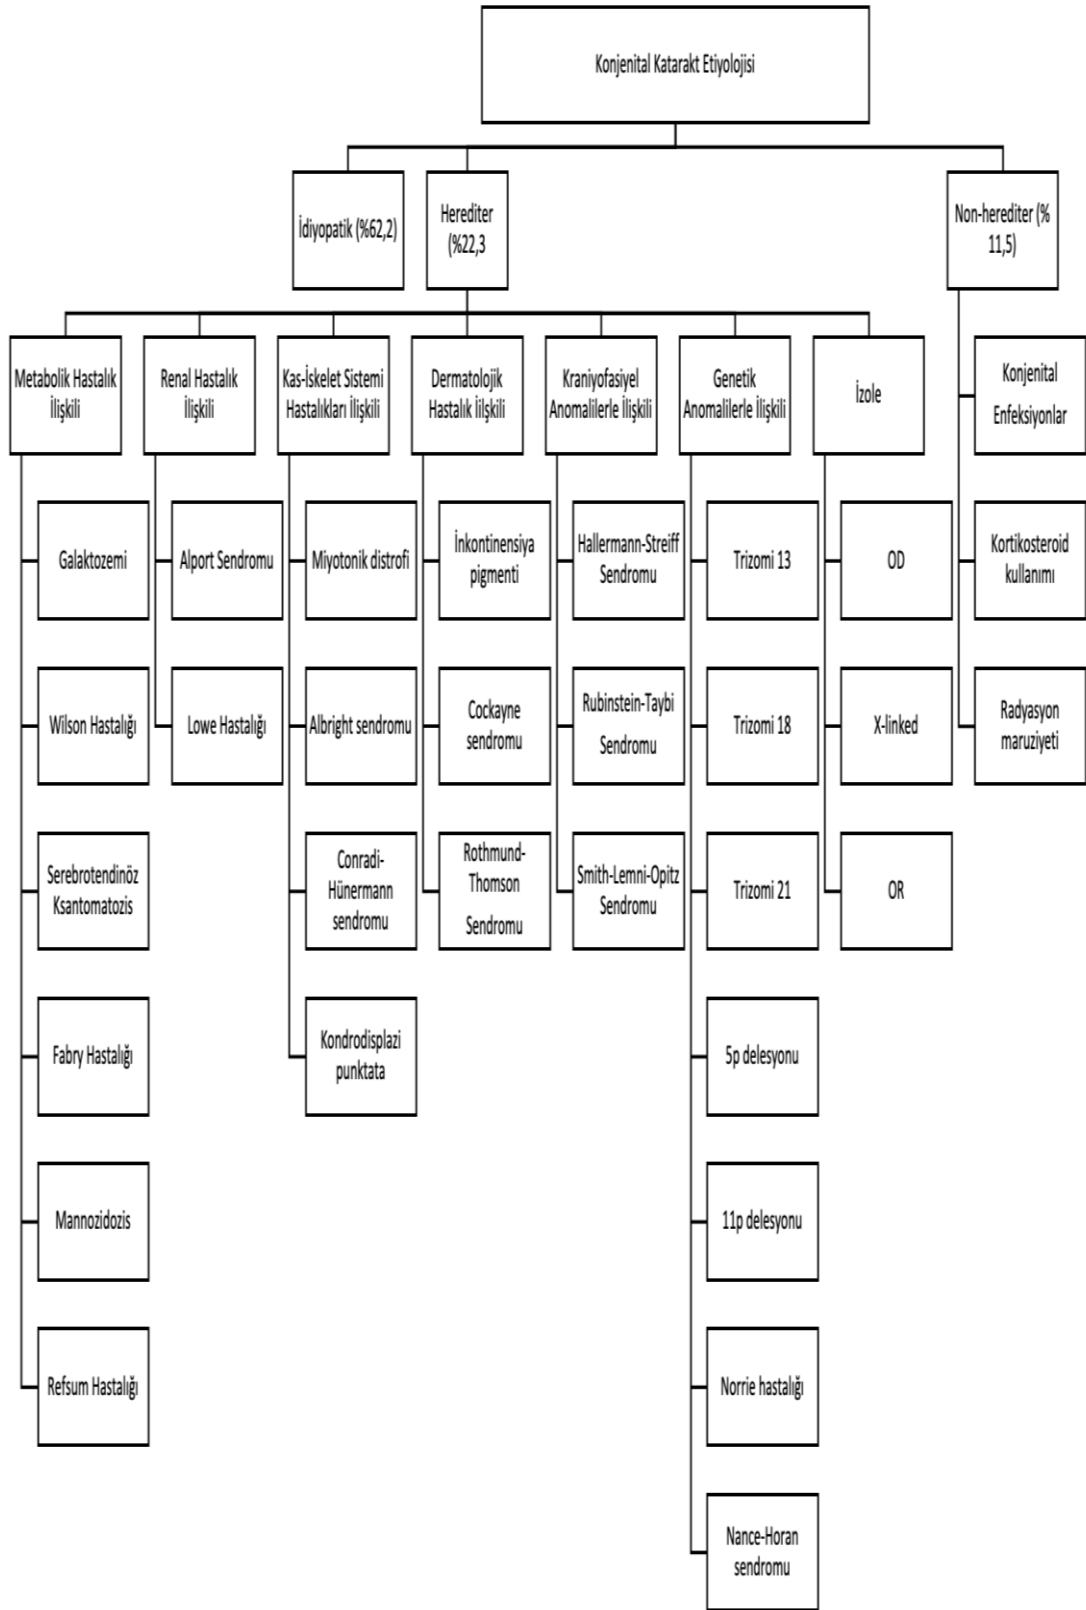 Konjenital Katarakt Etiyolojisi
İdiyopatik (%62,2)
Herediter
(%22,3
Non-herediter (%
11,5)
Metabolik Hastalık
İlişkili
Renal Hastalık
İlişkili
Kas-İskelet Sistemi
Hastalıkları İlişkili
Dermatolojik
Hastalık İilşkili
Kraniyofasiyel
Anomalilerle İlişkili
Genetik
Anomalilerle İlişkili
İzole
Konjenital
Enfeksiyonlar
Galaktozemi
Alport Sendromu
Miyotonik distrofi
İnkontinensiya
pigmenti
Hallermann-Streiff
Sendromu
Trizomi 13
OD
Kortikosteroid
kullanımı
Wilson Hastalığı
Lowe Hastalığı
Albright sendromu
Cockayne
sendromu
Rubinstein-Taybi
Sendromu
Trizomi 18
X-linked
Radyasyon
maruziyeti
Serebrotendinöz
Ksantomatozis
Conradi-
Hünermann
sendromu
Rothmund-
Thomson
Sendromu
Smith-Lemni-Opitz
Sendromu
Trizomi 21
OR
Fabry Hastalığı
Kondrodisplazi
punktata
5p delesyonu
Mannozidozis
11p delesyonu
Refsum Hastalığı
Norrie hastalığı
Nance-Horan
sendromu